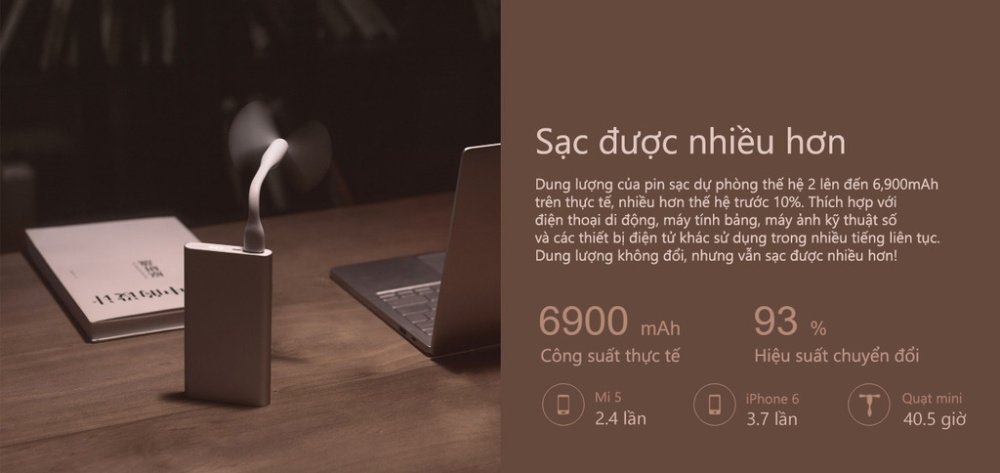 Sạc được nhiều hơn
Dung lượng của pin sạc dự phòng thế hệ 2 lên đến 6,900mAh
trên thực tế, nhiều hơn thế hệ trước 10%. Thích hợp với
điện thoại di động, máy tính bảng, máy ảnh kỹ thuật số
và các thiết bị điện tử khác sử dụng trong nhiều tiếng liên tục.
Dung lượng không đổi, nhưng vẫn sạc được nhiều hơn!
6900 mAh
93 %
Công suất thực tế
Hiệu suất chuyển đổi
Mi 5
2.4 lần
iPhone 6
3.7 lần
Quạt mini
40.5 giờ